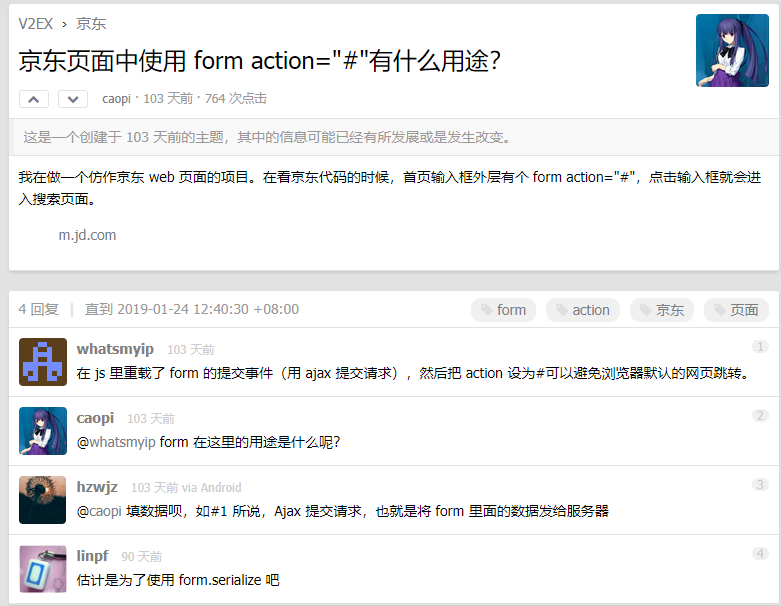 V2EX › 京东
京东页面中使用 form action="#"有什么用途?
caopi · 103 天前 · 764 次点击
这是一个创建于 103 天前的主题，其中的信息可能已经有所发展或是发生改变。
我在做一个仿作京东 web 页面的项目。在看京东代码的时候，首页输入框外层有个 form action="#"，点击输入框就会进
入搜索页面。
m.jd.com
4 回复 | 直到 2019-01-24 12:40:30 +08:00 form action 京东 页面
whatsmyip 103 天前 1
在 js 里重载了 form 的提交事件（用 ajax 提交请求），然后把 action 设为#可以避免浏览器默认的网页跳转。
caopi 103 天前 2
@whatsmyip form 在这里的用途是什么呢?
hzwjz 103 天前 via Android 3
@caopi 填数据呗，如#1 所说，Ajax 提交请求，也就是将 form 里面的数据发给服务器
linpf 90 天前 4
估计是为了使用 form.serialize 吧